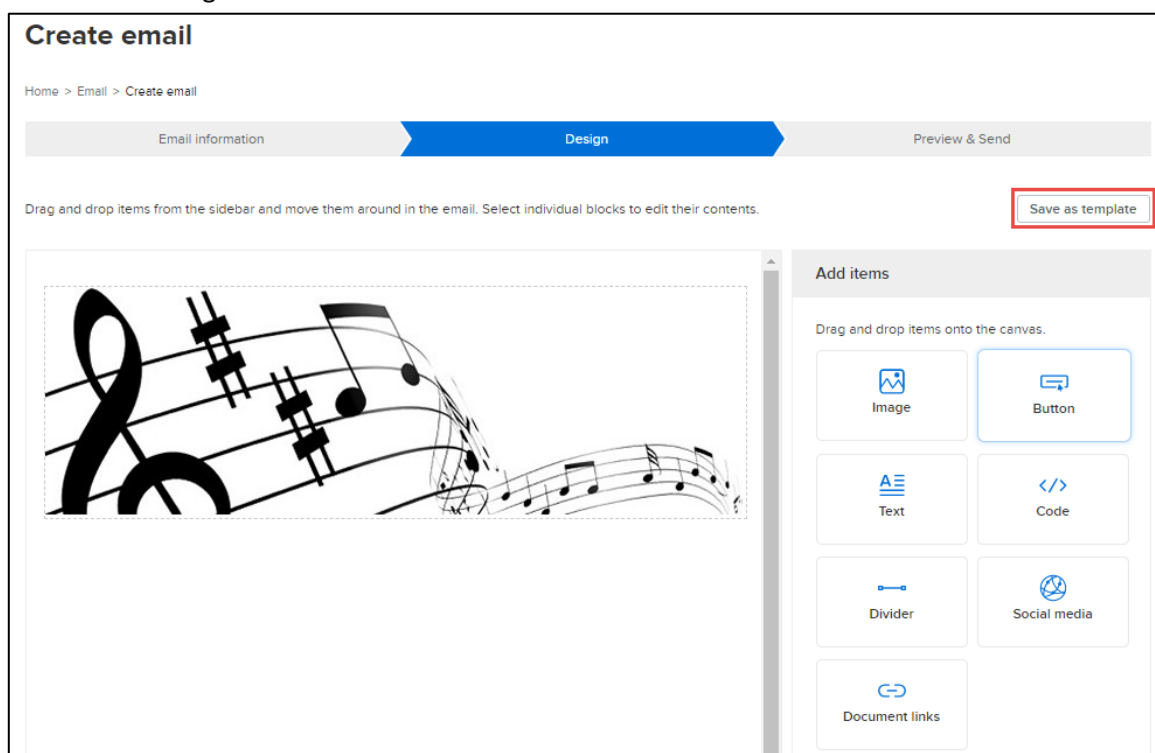 Create email
Home > Email > Create email
Email information Design Preview & Send
Drag and drop items from the sidebar and move them around in the email. Select individual blocks to edit their contents.
Save as template
Add items
Drag and drop items onto the canvas.
Image Button
Text Code
Divider Social media
Document links